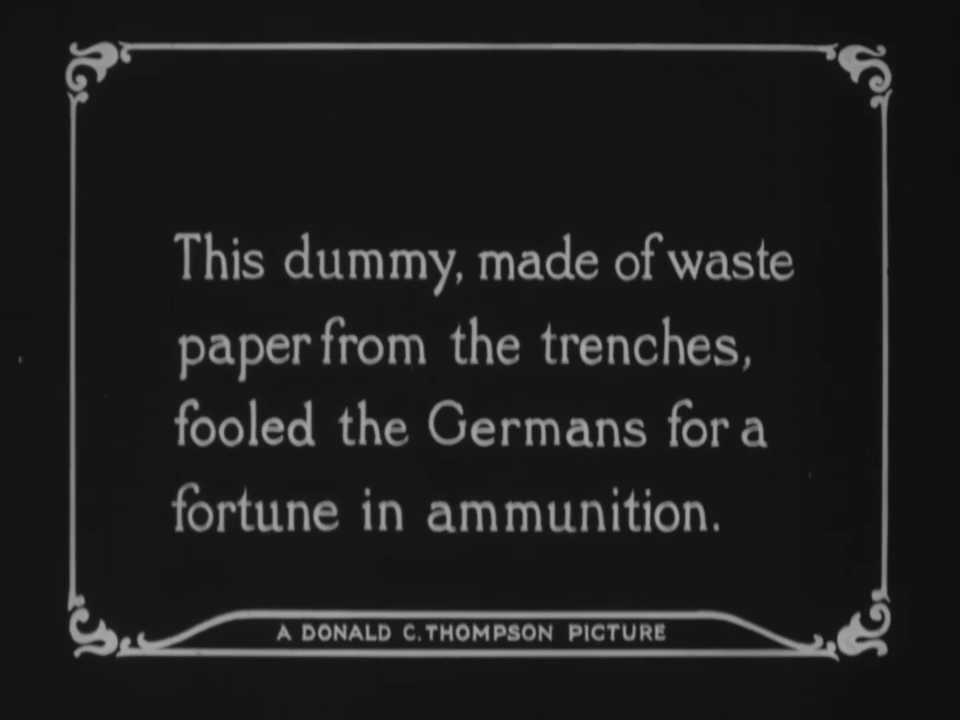 This dummy, made of waste
paper from the trenches,
fooled the Germans for a
fortune in ammunition.
A DONALD C. THOMPSON PICTURE